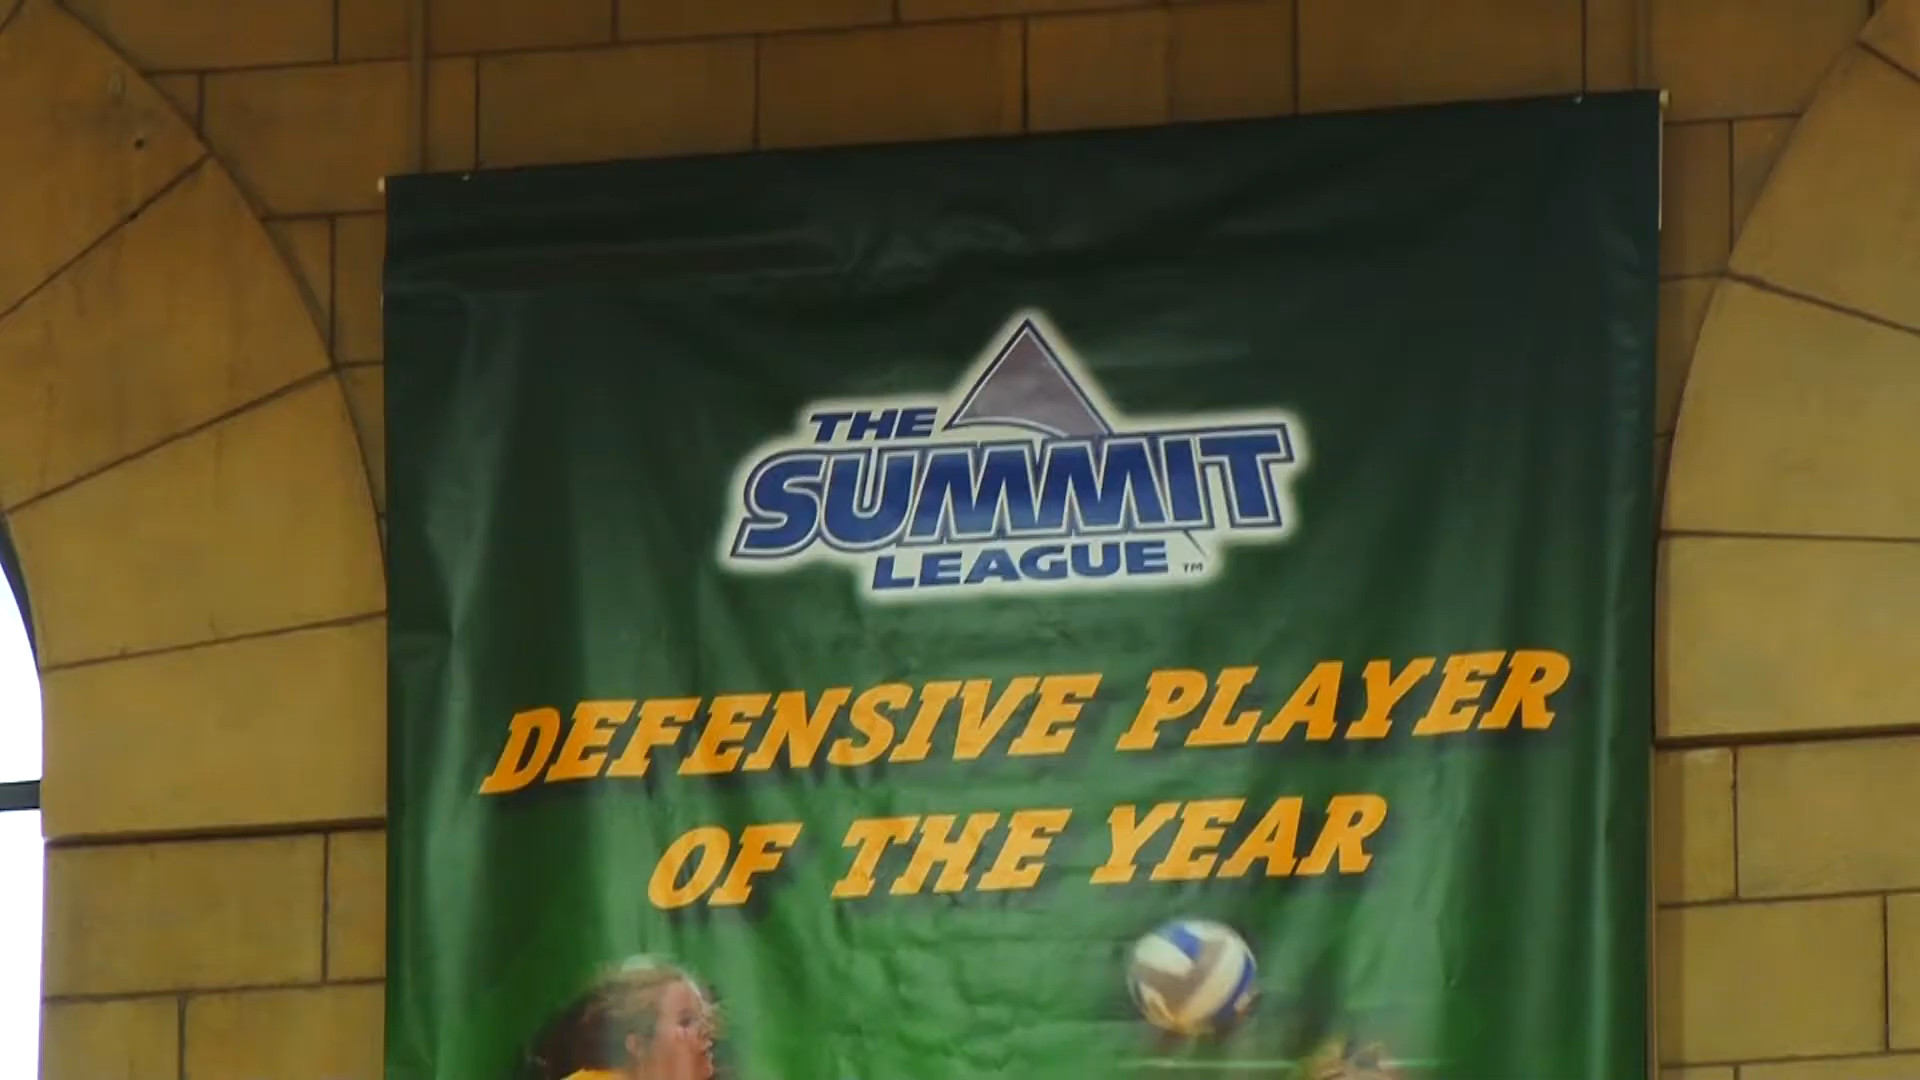 THE
SUMMIT
LEAGUE ™
DEFENSIVE PLAYER
OF THE YEAR